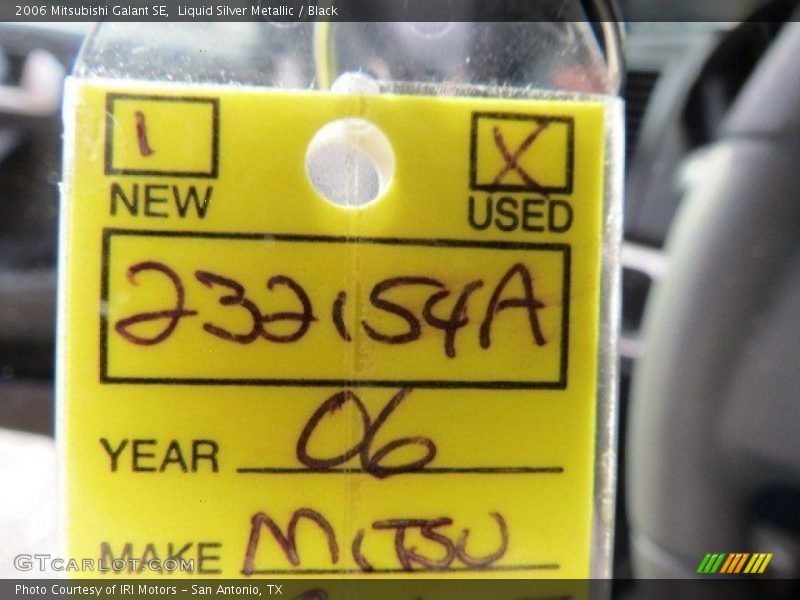 2006 Mitsubishi Galant SE,  Liquid Silver Metallic / Black
1 X
NEW USED
232154A
YEAR 06
MAKE MITSU
GTCarLot.com
Photo Courtesy of IRI Motors – San Antonio, TX